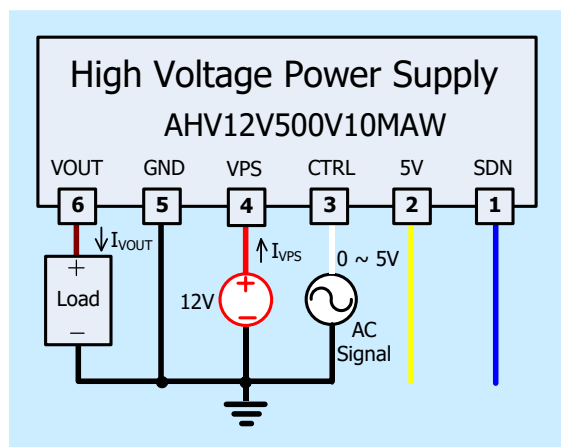 High Voltage Power Supply
AHV12V500V10MAW
VOUT GND VPS CTRL 5V SDN
6 5 4 3 2 1
IVOUT IVPS 0 ~ 5V
+
Load
−
+
12V
−
AC
Signal